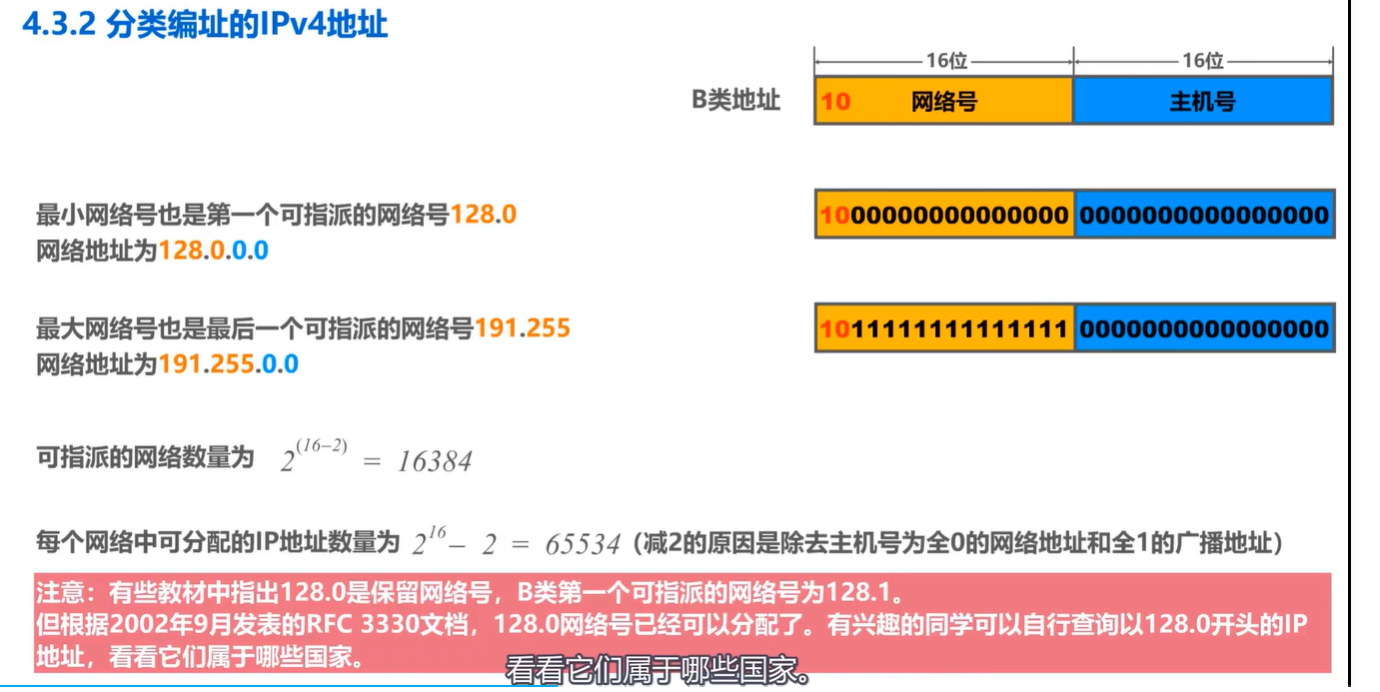 4.3.2 分类编址的IPv4地址
16位 16位
B类地址 10 网络号 主机号
最小网络号也是第一个可指派的网络号128.0
网络地址为128.0.0.0
1000000000000000 0000000000000000
最大网络号也是最后一个可指派的网络号191.255
网络地址为191.255.0.0
1011111111111111 0000000000000000
可指派的网络数量为 2^(16-2) = 16384
每个网络中可分配的IP地址数量为 2^16 - 2 = 65534（减2的原因是除去主机号为全0的网络地址和全1的广播地址）
注意：有些教材中指出128.0是保留网络号，B类第一个可指派的网络号为128.1。
但根据2002年9月发表的RFC 3330文档，128.0网络号已经可以分配了。有兴趣的同学可以自行查询以128.0开头的IP
地址，看看它们属于哪些国家。
看看它们属于哪些国家。